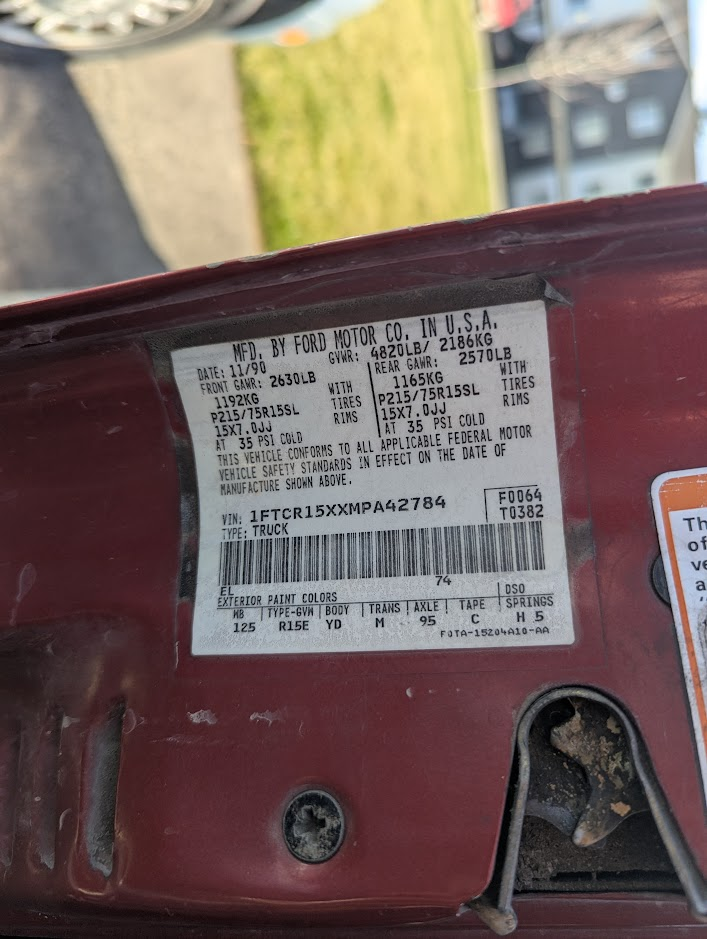 MFD. BY FORD MOTOR CO. IN U.S.A.
DATE: 11/90 GVWR: 4820LB/ 2186KG
FRONT GAWR: 2630LB REAR GAWR: 2570LB
1192KG WITH 1165KG WITH
P215/75R15SL TIRES P215/75R15SL TIRES
15X7.0JJ RIMS 15X7.0JJ RIMS
AT 35 PSI COLD AT 35 PSI COLD
THIS VEHICLE CONFORMS TO ALL APPLICABLE FEDERAL MOTOR
VEHICLE SAFETY STANDARDS IN EFFECT ON THE DATE OF
MANUFACTURE SHOWN ABOVE.
VIN: 1FTCR15XXMPA42784 F0064
TYPE: TRUCK T0382
EL 74
EXTERIOR PAINT COLORS DSO
WB TYPE-GVM BODY TRANS AXLE TAPE SPRINGS
125 R15E YD M 95 C H 5
F0TA-15204A10-AA
Th
of
ve
a